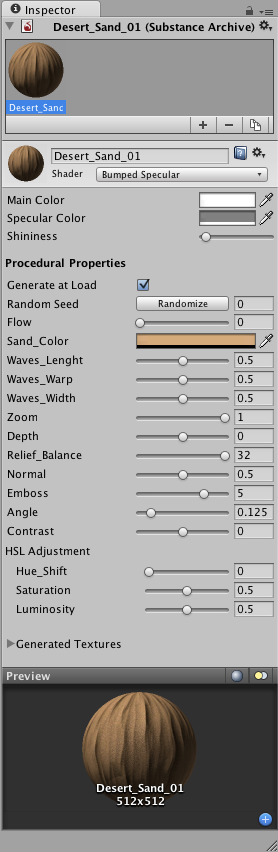 Inspector
Desert_Sand_01 (Substance Archive)
Desert_Sanc
Desert_Sand_01
Shader Bumped Specular
Main Color
Specular Color
Shininess
Procedural Properties
Generate at Load
Random Seed Randomize 0
Flow 0
Sand_Color
Waves_Lenght 0.5
Waves_Warp 0.5
Waves_Width 0.5
Zoom 1
Depth 0
Relief_Balance 32
Normal 0.5
Emboss 5
Angle 0.125
Contrast 0
HSL Adjustment
Hue_Shift 0
Saturation 0.5
Luminosity 0.5
Generated Textures
Preview
Desert_Sand_01
512x512